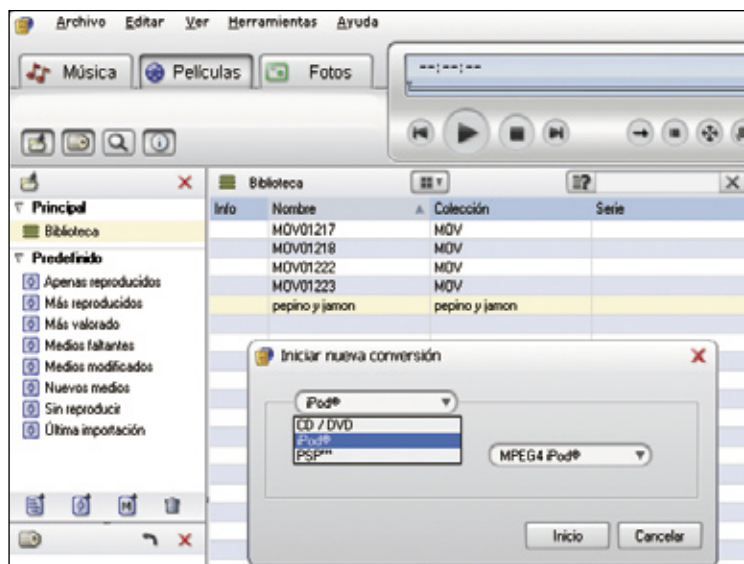 Archivo Editar Ver Herramientas Ayuda
Música Películas Fotos
--:--:--
Biblioteca
Principal
Biblioteca
Predefinido
Apenas reproducidos
Más reproducidos
Más valorado
Medios faltantes
Medios modificados
Nuevos medios
Sin reproducir
Última importación
Info Nombre Colección Serie
MOV01217 MOV
MOV01218 MOV
MOV01222 MOV
MOV01223 MOV
pepino y jamon pepino y jamon
Iniciar nueva conversión
iPod®
CD / DVD
iPod®
PSP™
MPEG4 iPod®
Inicio Cancelar